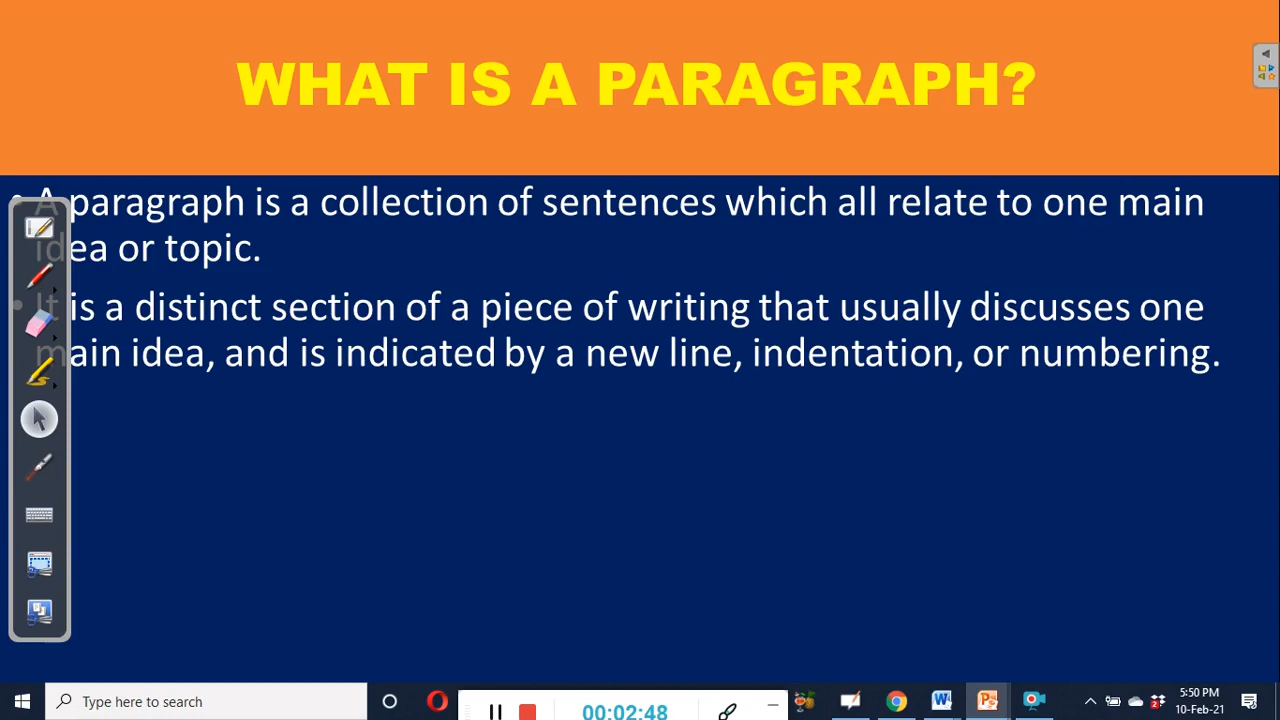 WHAT IS A PARAGRAPH?
• A paragraph is a collection of sentences which all relate to one main
idea or topic.
• It is a distinct section of a piece of writing that usually discusses one
main idea, and is indicated by a new line, indentation, or numbering.
Type here to search
00:02:48
5:50 PM
10-Feb-21